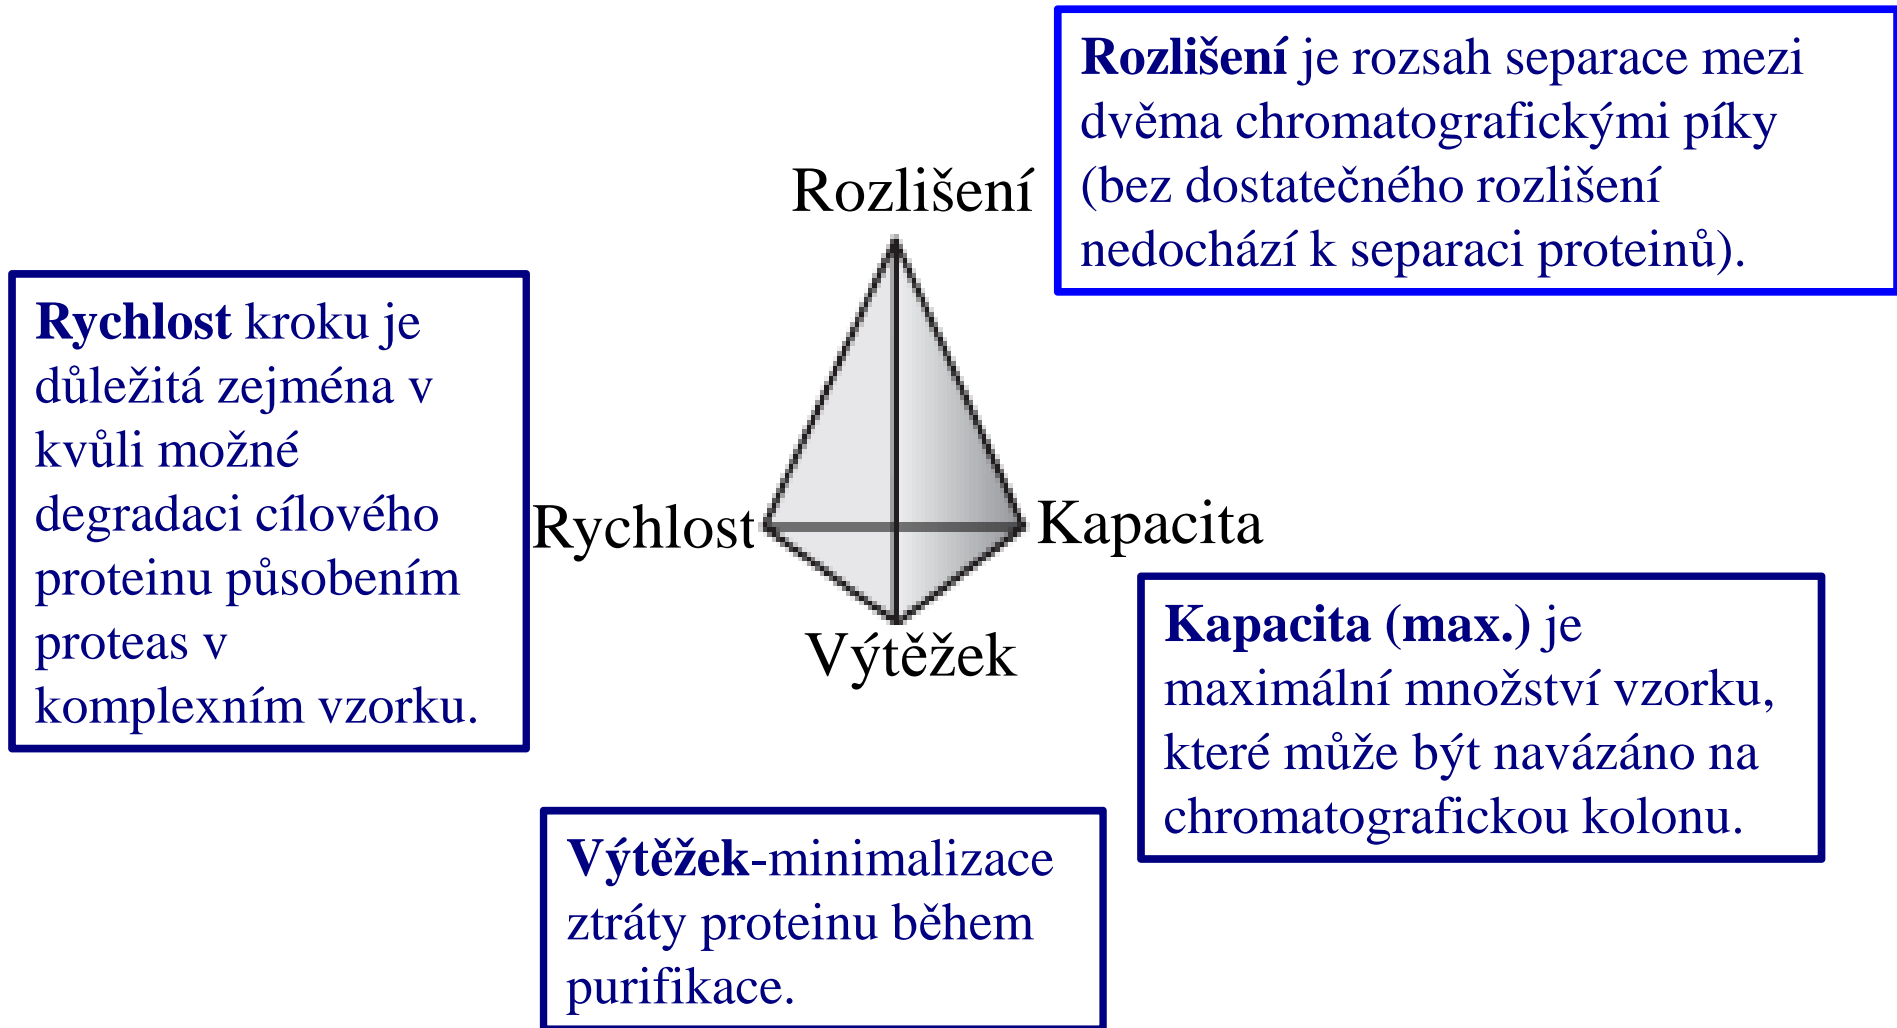 Rozlišení je rozsah separace mezi
dvěma chromatografickými píky
(bez dostatečného rozlišení
nedochází k separaci proteinů).
Rozlišení
Rychlost kroku je
důležitá zejména v
kvůli možné
degradaci cílového
proteinu působením
proteas v
komplexním vzorku.
Rychlost
Kapacita
Výtěžek
Kapacita (max.) je
maximální množství vzorku,
které může být navázáno na
chromatografickou kolonu.
Výtěžek-minimalizace
ztráty proteinu během
purifikace.